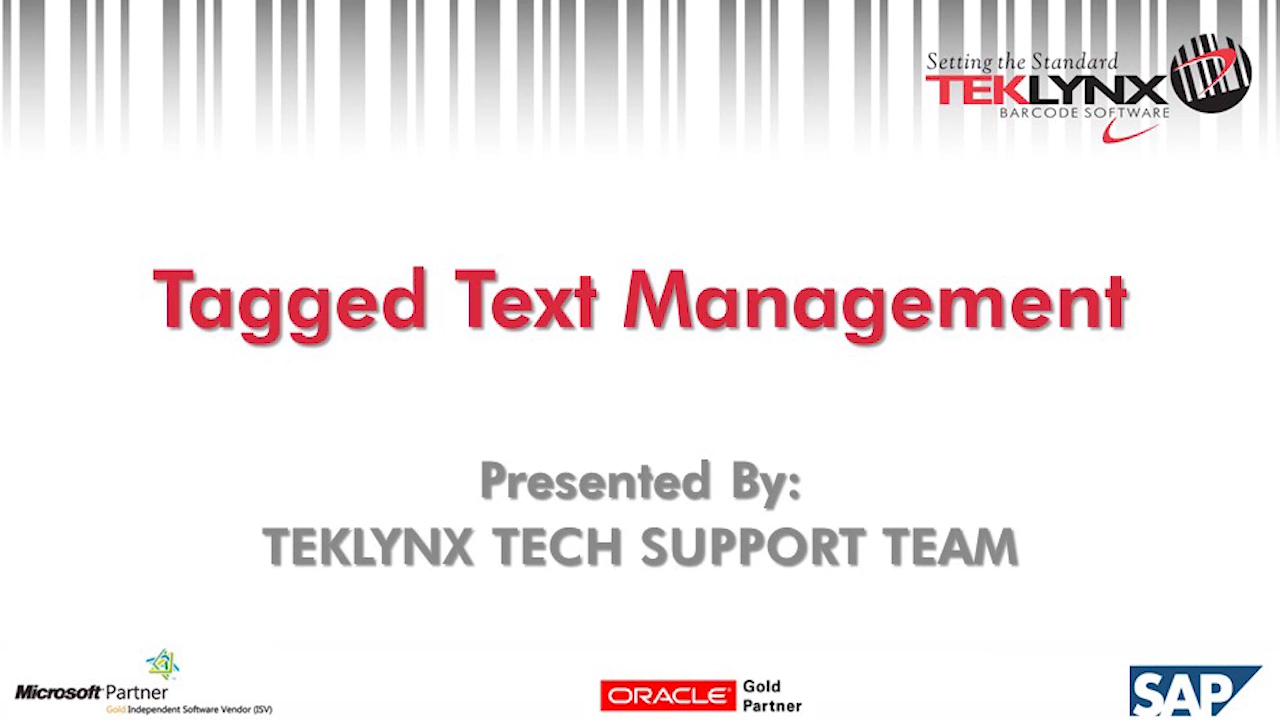 Setting the Standard
TEKLYNX
BARCODE SOFTWARE
Tagged Text Management
Presented By:
TEKLYNX TECH SUPPORT TEAM
Microsoft Partner
Gold Independent Software Vendor (ISV)
ORACLE Gold
Partner
SAP